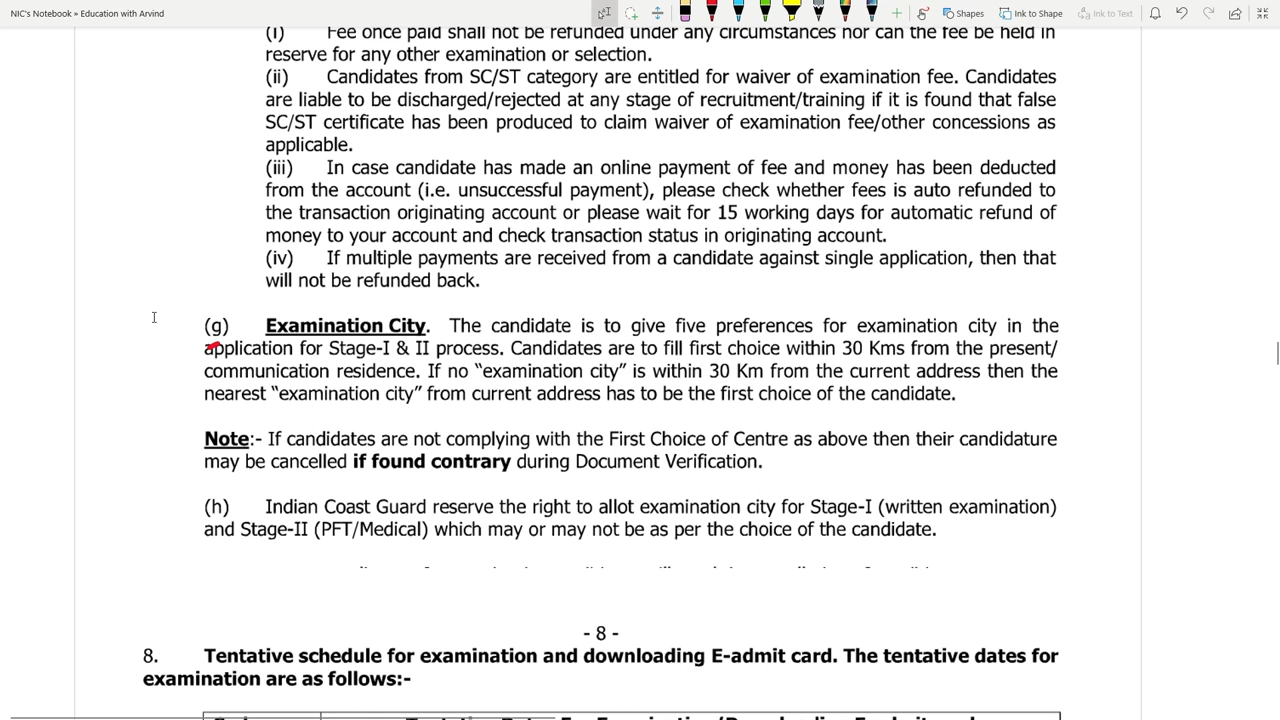 NIC's Notebook » Education with Arvind
Shapes
Ink to Shape
Ink to Text
(i) Fee once paid shall not be refunded under any circumstances nor can the fee be held in
reserve for any other examination or selection.
(ii) Candidates from SC/ST category are entitled for waiver of examination fee. Candidates
are liable to be discharged/rejected at any stage of recruitment/training if it is found that false
SC/ST certificate has been produced to claim waiver of examination fee/other concessions as
applicable.
(iii) In case candidate has made an online payment of fee and money has been deducted
from the account (i.e. unsuccessful payment), please check whether fees is auto refunded to
the transaction originating account or please wait for 15 working days for automatic refund of
money to your account and check transaction status in originating account.
(iv) If multiple payments are received from a candidate against single application, then that
will not be refunded back.
(g) Examination City. The candidate is to give five preferences for examination city in the
application for Stage-I & II process. Candidates are to fill first choice within 30 Kms from the present/
communication residence. If no “examination city” is within 30 Km from the current address then the
nearest “examination city” from current address has to be the first choice of the candidate.
Note:- If candidates are not complying with the First Choice of Centre as above then their candidature
may be cancelled if found contrary during Document Verification.
(h) Indian Coast Guard reserve the right to allot examination city for Stage-I (written examination)
and Stage-II (PFT/Medical) which may or may not be as per the choice of the candidate.
- 8 -
8. Tentative schedule for examination and downloading E-admit card. The tentative dates for
examination are as follows:-